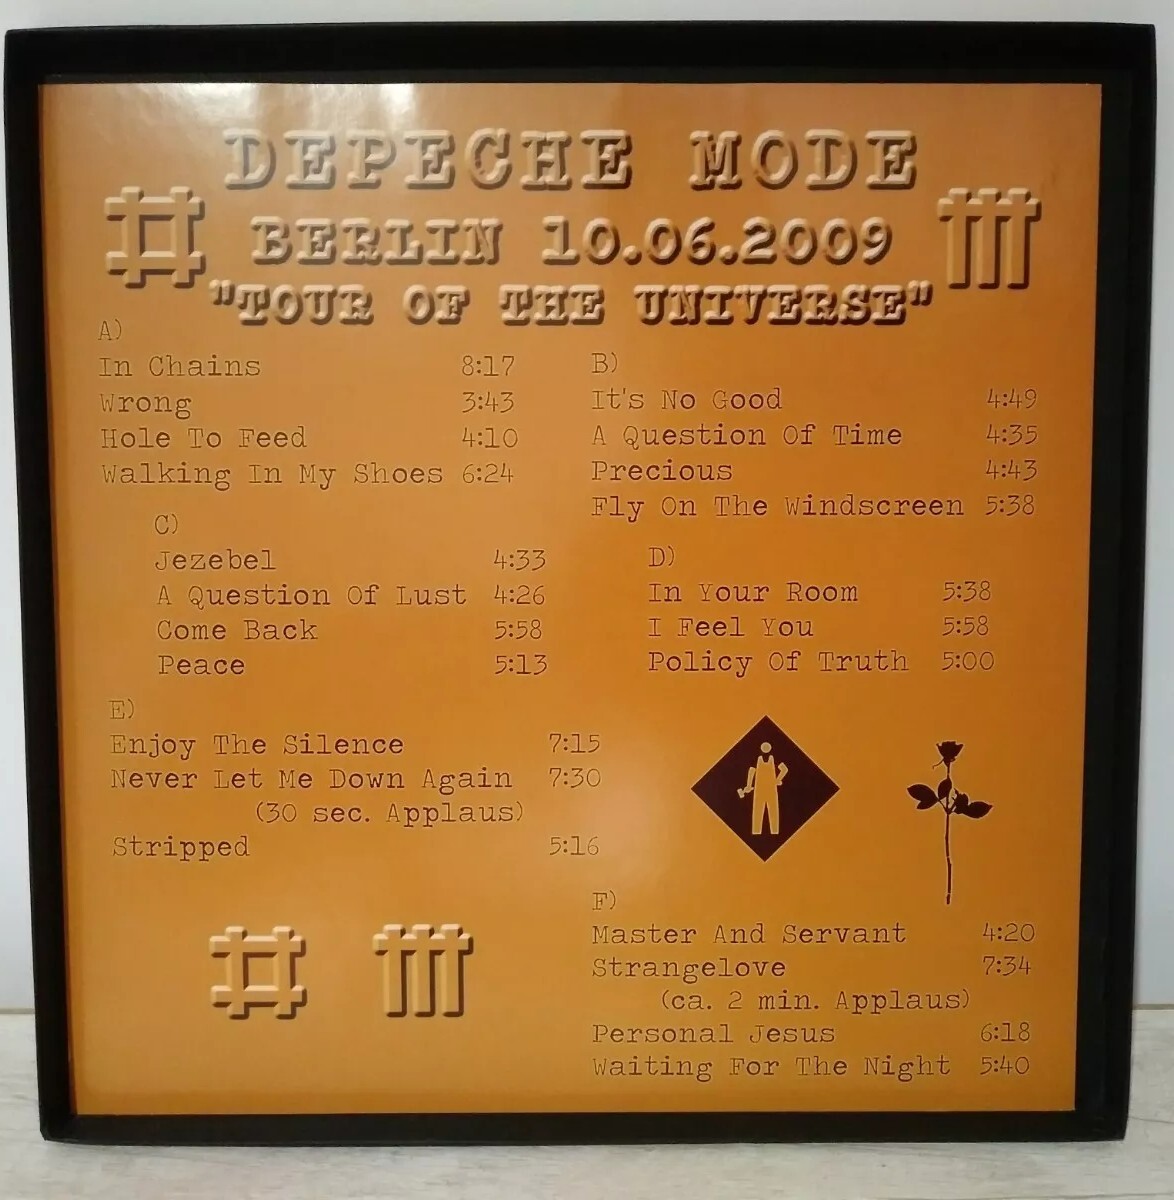 DEPECHE MODE
BERLIN 10.06.2009
"TOUR OF THE UNIVERSE"
A)
In Chains 8:17
Wrong 3:43
Hole To Feed 4:10
Walking In My Shoes 6:24
B)
It's No Good 4:49
A Question Of Time 4:35
Precious 4:43
Fly On The Windscreen 5:38
C)
Jezebel 4:33
A Question Of Lust 4:26
Come Back 5:58
Peace 5:13
D)
In Your Room 5:38
I Feel You 5:58
Policy Of Truth 5:00
E)
Enjoy The Silence 7:15
Never Let Me Down Again 7:30
(30 sec. Applaus)
Stripped 5:16
F)
Master And Servant 4:20
Strangelove 7:34
(ca. 2 min. Applaus)
Personal Jesus 6:18
Waiting For The Night 5:40